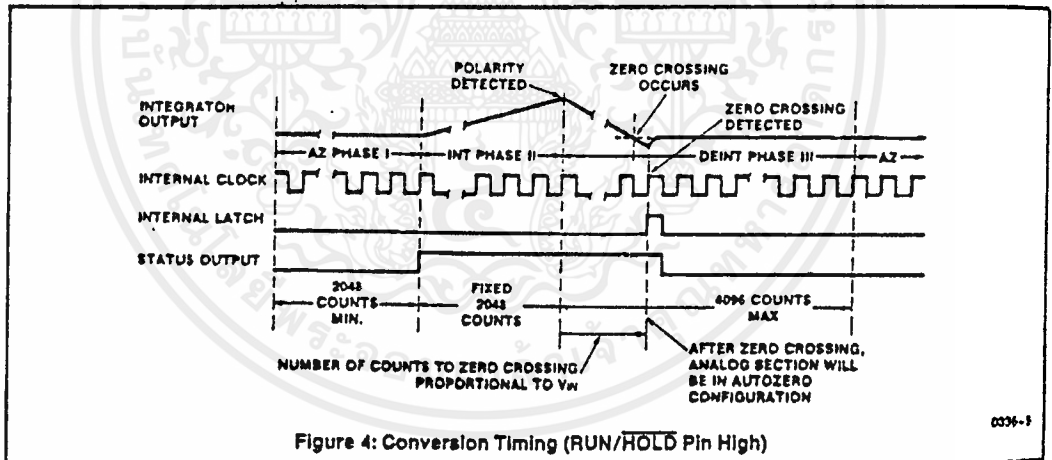 POLARITY
DETECTED
ZERO CROSSING
OCCURS
INTEGRATOR
OUTPUT
ZERO CROSSING
DETECTED
AZ PHASE I
INT PHASE II
DEINT PHASE III
AZ
INTERNAL CLOCK
INTERNAL LATCH
STATUS OUTPUT
2048
COUNTS
MIN.
FIXED
2048
COUNTS
4096 COUNTS
MAX
NUMBER OF COUNTS TO ZERO CROSSING
PROPORTIONAL TO VIN
AFTER ZERO CROSSING,
ANALOG SECTION WILL
BE IN AUTOZERO
CONFIGURATION
Figure 4: Conversion Timing (RUN/HOLD Pin High)